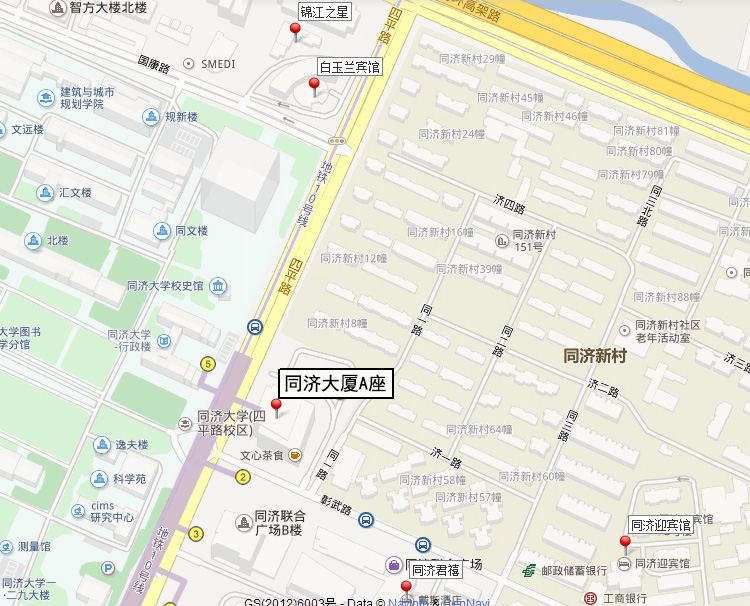 智方大楼北楼
锦江之星
四平路
环高架路
国康路
SMEDI
白玉兰宾馆
同济新村29幢
建筑与城市
规划学院
规新楼
同济新村45幢
同济新村46幢
文远楼
同济新村24幢
同济新村81幢
同济新村80幢
地铁10号线
同济新村79幢
汇文楼
济四路
同三北路
北楼
同文楼
同济新村16幢
同济新村
151号
同济新村12幢
同济新村39幢
四平路
同济大学校史馆
同济新村88幢
同济新村8幢
同一路
同二路
同济新村社区
老年活动室
大学图书
学分馆
同济大学
-行政楼
同济新村
济三路
5
同济大厦A座
济二路
同济大学(四
平路校区)
同三路
同济新村64幢
逸夫楼
文心茶食
同一路
济一路
科学苑
2
同济新村58幢
同济新村60幢
cims
研究中心
彰武路
同济新村57幢
同济联合
广场B楼
同济迎宾馆
宾馆
3
测量馆
地铁10号线
P
广场
同济君禧
邮政储蓄银行
同济迎宾馆
同济大学一
·二九大楼
工商银行
GS(2012)6003号 - Data ©